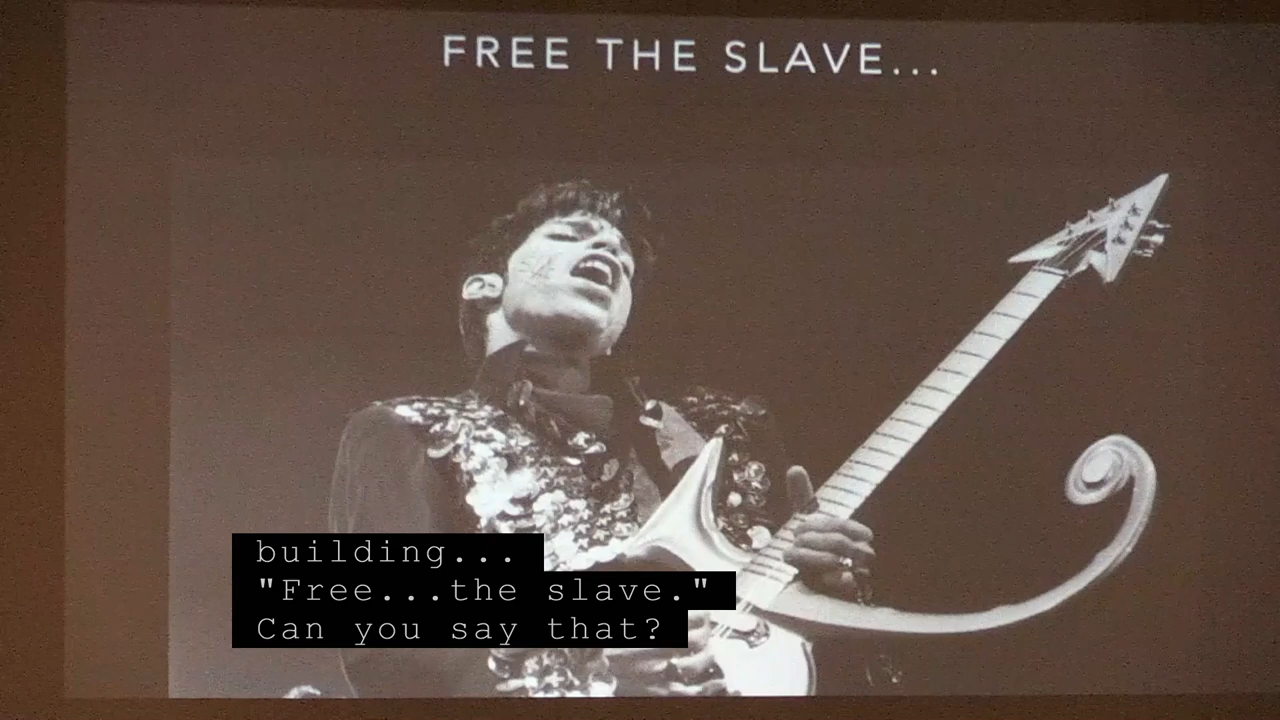 FREE THE SLAVE...
building...
"Free...the slave."
Can you say that?